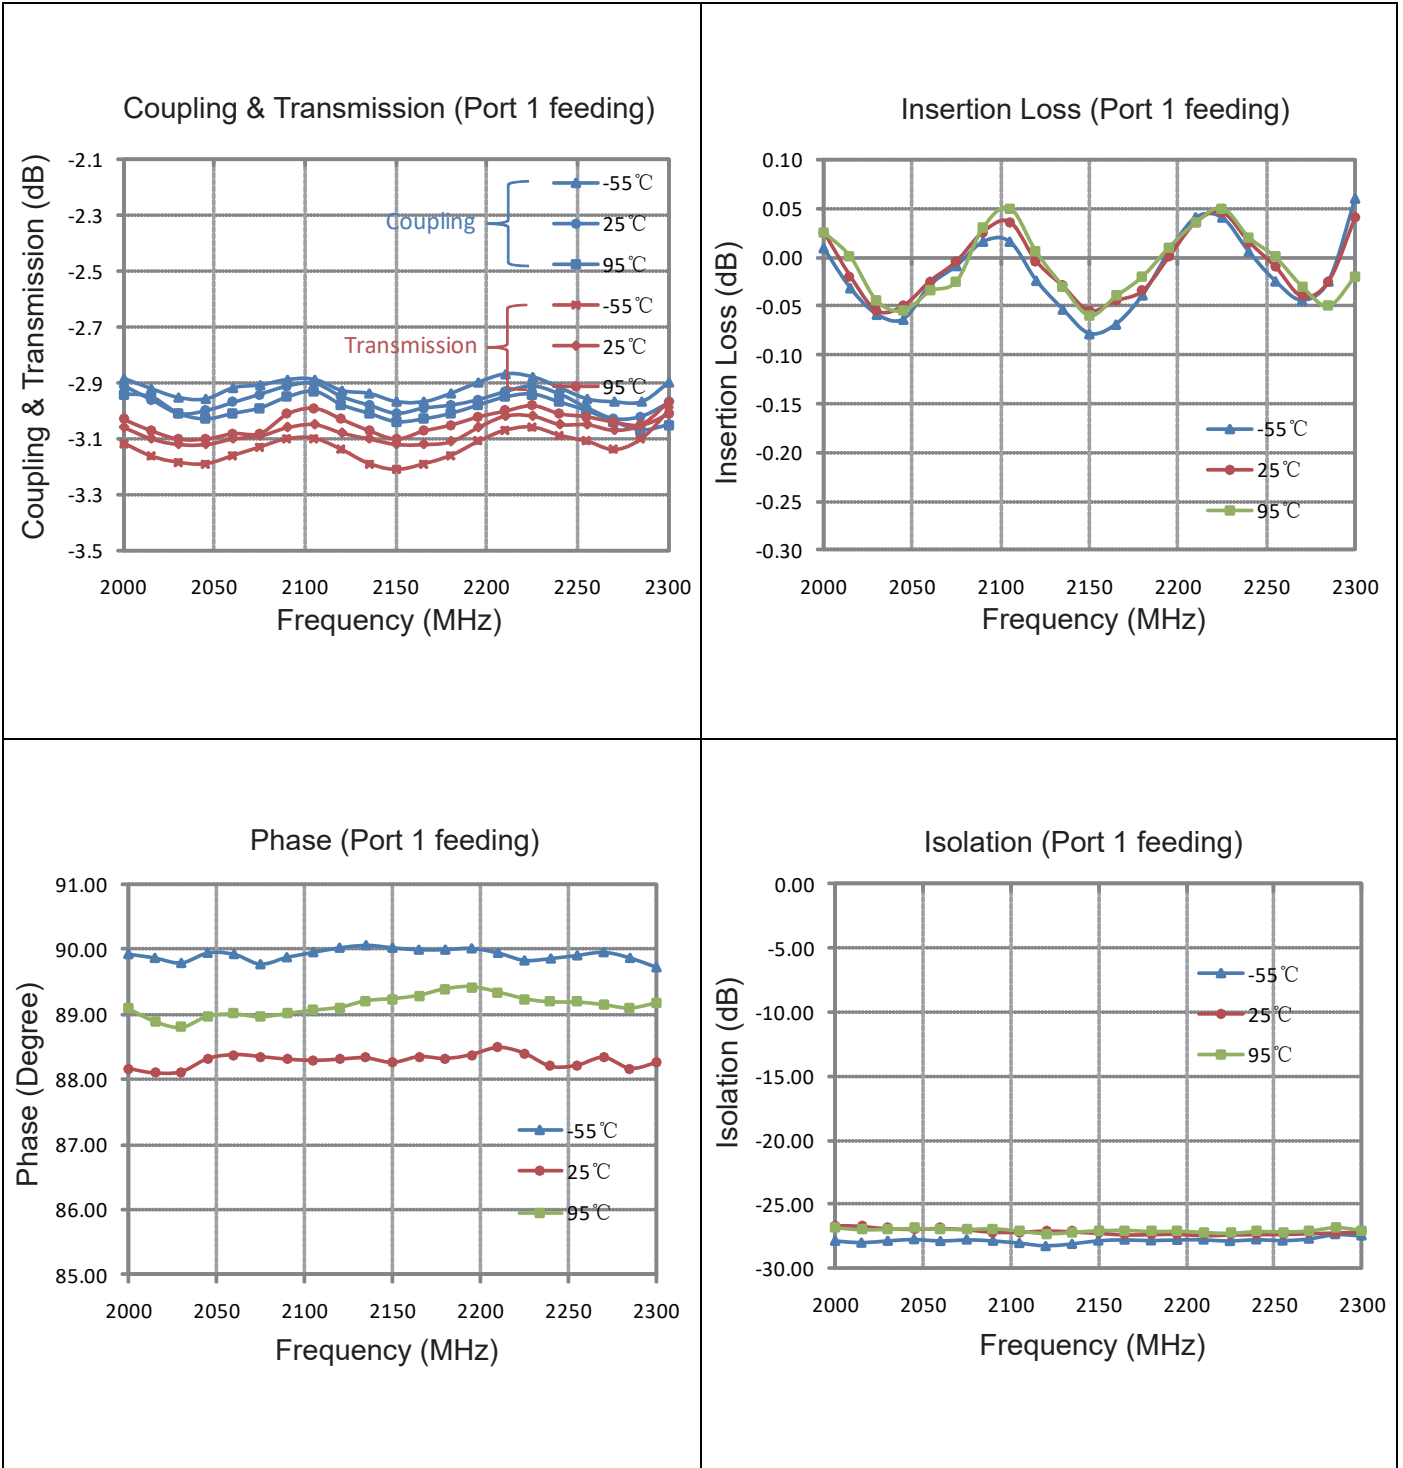 Coupling & Transmission (Port 1 feeding)
Coupling & Transmission (dB)
-2.1
-2.3
-2.5
-2.7
-2.9
-3.1
-3.3
-3.5
Coupling
-55℃
25℃
95℃
Transmission
-55℃
25℃
95℃
2000 2050 2100 2150 2200 2250 2300
Frequency (MHz)
Insertion Loss (Port 1 feeding)
Insertion Loss (dB)
0.10
0.05
0.00
-0.05
-0.10
-0.15
-0.20
-0.25
-0.30
-55℃
25℃
95℃
2000 2050 2100 2150 2200 2250 2300
Frequency (MHz)
Phase (Port 1 feeding)
Phase (Degree)
91.00
90.00
89.00
88.00
87.00
86.00
85.00
-55℃
25℃
95℃
2000 2050 2100 2150 2200 2250 2300
Frequency (MHz)
Isolation (Port 1 feeding)
Isolation (dB)
0.00
-5.00
-10.00
-15.00
-20.00
-25.00
-30.00
-55℃
25℃
95℃
2000 2050 2100 2150 2200 2250 2300
Frequency (MHz)